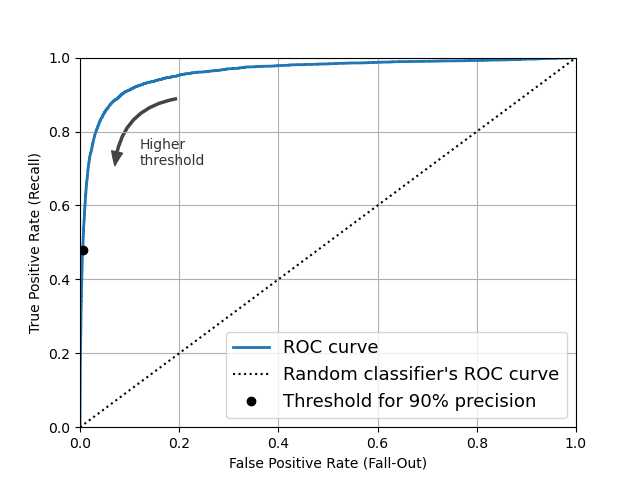 1.0
0.8
0.6
0.4
0.2
0.0
True Positive Rate (Recall)
Higher
threshold
ROC curve
Random classifier's ROC curve
Threshold for 90% precision
0.0 0.2 0.4 0.6 0.8 1.0
False Positive Rate (Fall-Out)